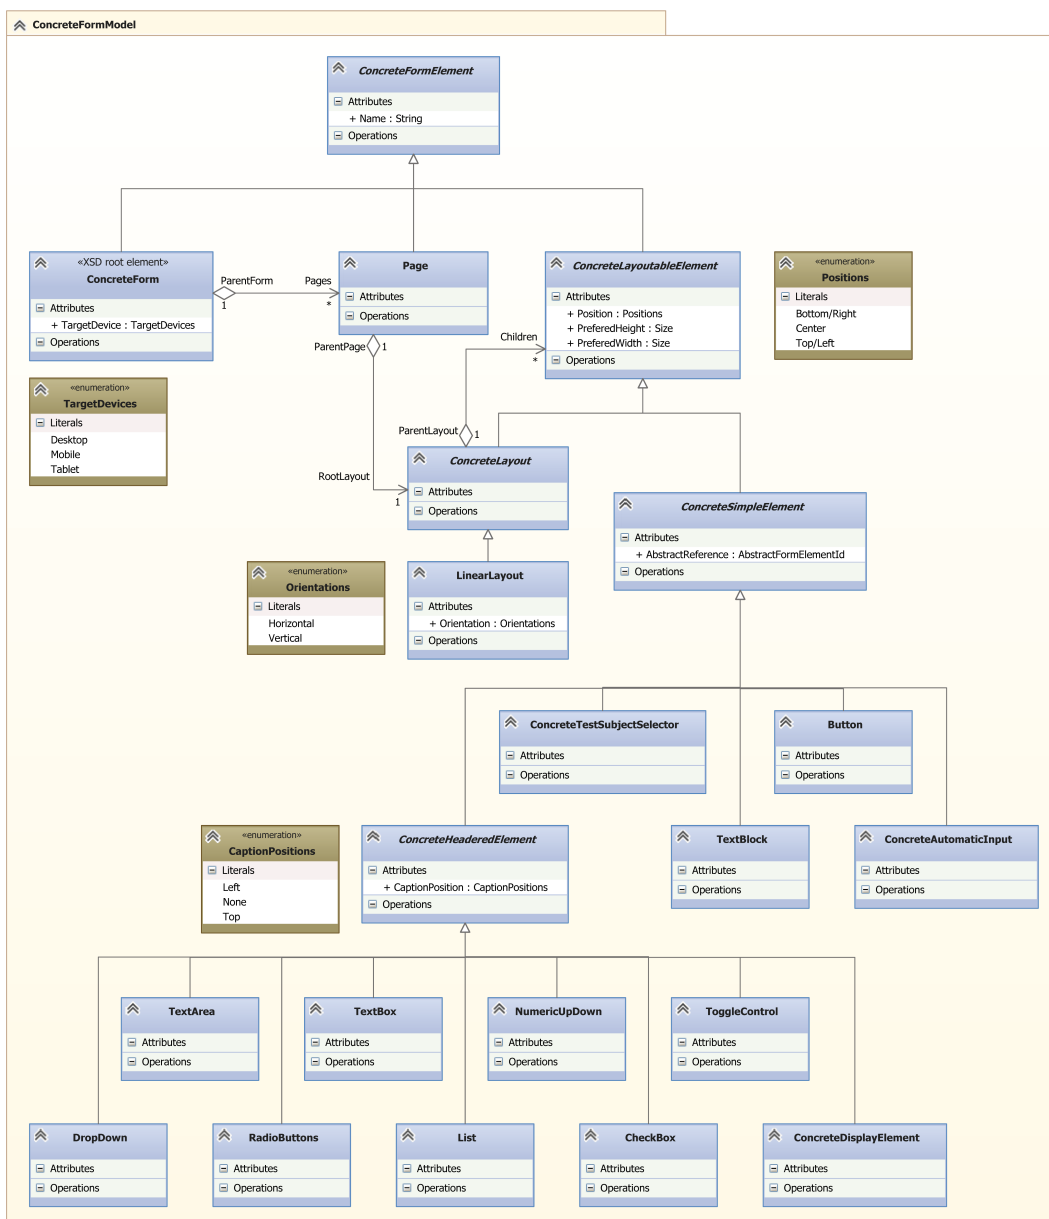 ConcreteFormModel
ConcreteFormElement
Attributes
+ Name : String
Operations
«XSD root element»
ConcreteForm
Attributes
+ TargetDevice : TargetDevices
Operations
ParentForm
1
Pages
*
Page
Attributes
Operations
ConcreteLayoutableElement
Attributes
+ Position : Positions
+ PreferedHeight : Size
+ PreferedWidth : Size
Operations
«enumeration»
Positions
Literals
Bottom/Right
Center
Top/Left
ParentPage
1
Children
*
«enumeration»
TargetDevices
Literals
Desktop
Mobile
Tablet
ParentLayout
1
RootLayout
1
ConcreteLayout
Attributes
Operations
ConcreteSimpleElement
Attributes
+ AbstractReference : AbstractFormElementId
Operations
«enumeration»
Orientations
Literals
Horizontal
Vertical
LinearLayout
Attributes
+ Orientation : Orientations
Operations
ConcreteTestSubjectSelector
Attributes
Operations
Button
Attributes
Operations
«enumeration»
CaptionPositions
Literals
Left
None
Top
ConcreteHeaderedElement
Attributes
+ CaptionPosition : CaptionPositions
Operations
TextBlock
Attributes
Operations
ConcreteAutomaticInput
Attributes
Operations
TextArea
Attributes
Operations
TextBox
Attributes
Operations
NumericUpDown
Attributes
Operations
ToggleControl
Attributes
Operations
DropDown
Attributes
Operations
RadioButtons
Attributes
Operations
List
Attributes
Operations
CheckBox
Attributes
Operations
ConcreteDisplayElement
Attributes
Operations